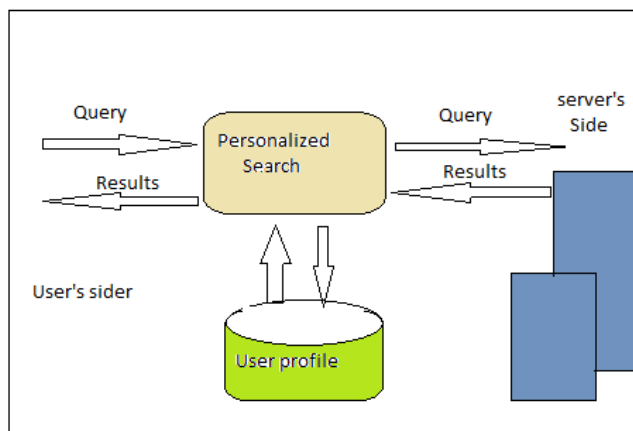 Query
Query
server's
Side
Personalized
Search
Results
Results
User's sider
User profile